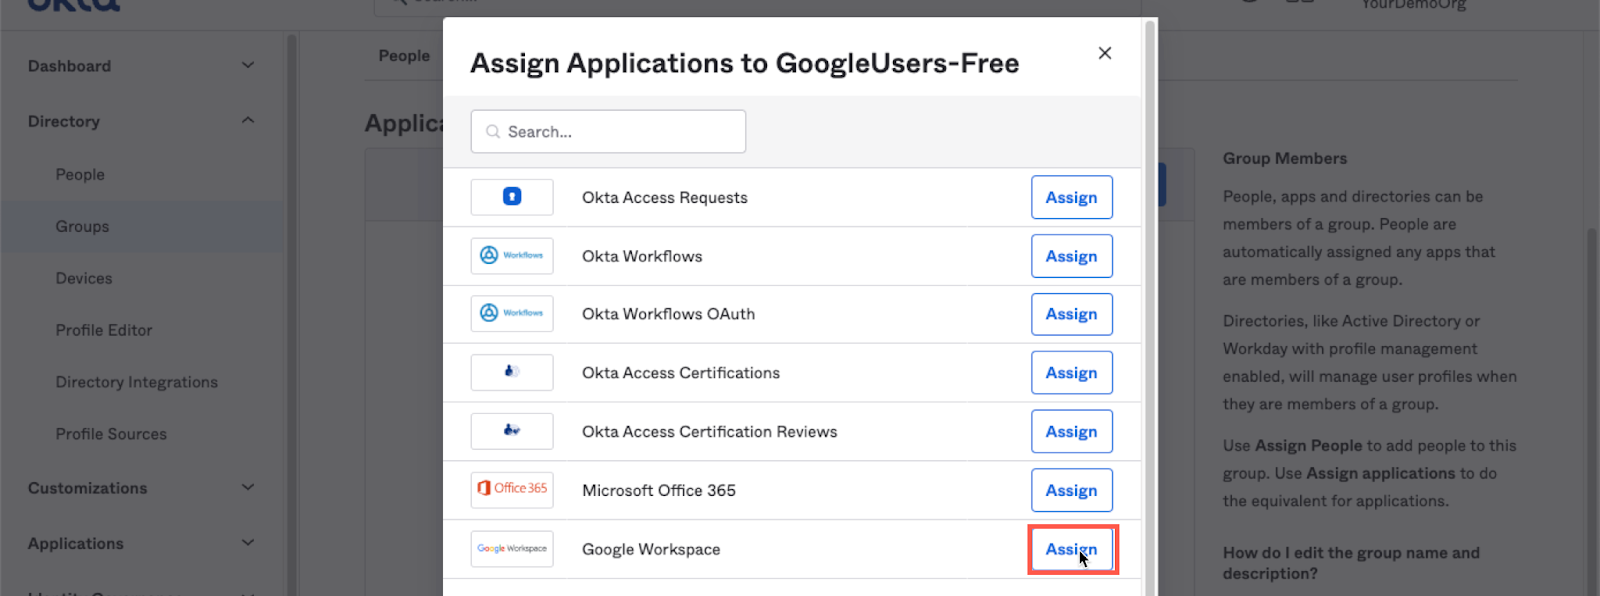 okta
Search...
YourDemoOrg
Dashboard
Directory
People
Groups
Devices
Profile Editor
Directory Integrations
Profile Sources
Customizations
Applications
People
Applica
Assign Applications to GoogleUsers-Free
Search...
Okta Access Requests
Assign
Workflows
Okta Workflows
Assign
Workflows
Okta Workflows OAuth
Assign
Okta Access Certifications
Assign
Okta Access Certification Reviews
Assign
Office 365
Microsoft Office 365
Assign
Google Workspace
Google Workspace
Assign
Group Members
People, apps and directories can be
members of a group. People are
automatically assigned any apps that
are members of a group.
Directories, like Active Directory or
Workday with profile management
enabled, will manage user profiles when
they are members of a group.
Use Assign People to add people to this
group. Use Assign applications to do
the equivalent for applications.
How do I edit the group name and
description?